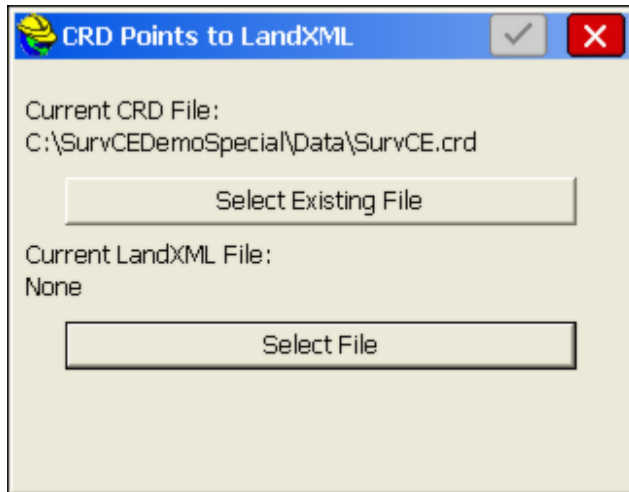 CRD Points to LandXML
Current CRD File:
C:\SurvCEDemoSpecial\Data\SurvCE.crd
Select Existing File
Current LandXML File:
None
Select File